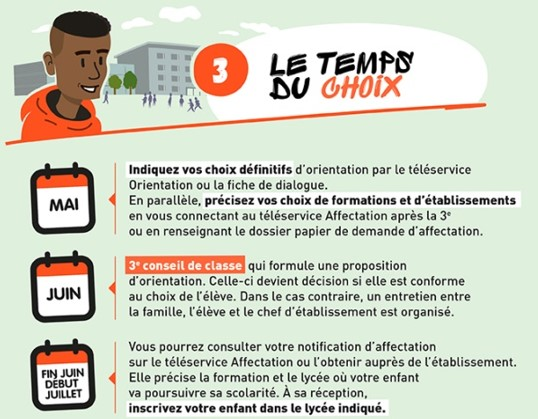 3
LE TEMPS
DU CHOIX
MAI
Indiquez vos choix définitifs d'orientation par le téléservice
Orientation ou la fiche de dialogue.
En parallèle, précisez vos choix de formations et d'établissements
en vous connectant au téléservice Affectation après la 3e
ou en renseignant le dossier papier de demande d'affectation.
JUIN
3e conseil de classe qui formule une proposition
d'orientation. Celle-ci devient décision si elle est conforme
au choix de l'élève. Dans le cas contraire, un entretien entre
la famille, l'élève et le chef d'établissement est organisé.
FIN JUIN
DÉBUT
JUILLET
Vous pourrez consulter votre notification d'affectation
sur le téléservice Affectation ou l'obtenir auprès de l'établissement.
Elle précise la formation et le lycée où votre enfant
va poursuivre sa scolarité. À sa réception,
inscrivez votre enfant dans le lycée indiqué.